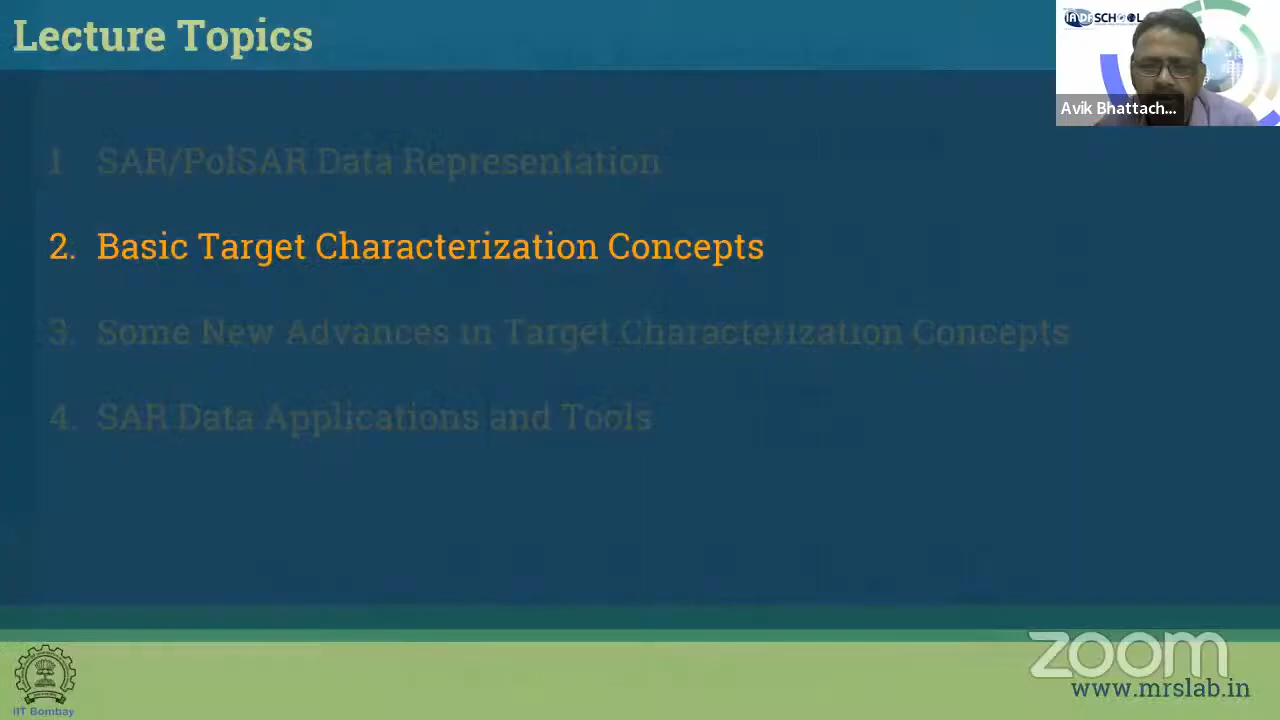 Lecture Topics
SCHOOL
Avik Bhattach...
1 SAR/PolSAR Data Representation
2. Basic Target Characterization Concepts
3. Some New Advances in Target Characterization Concepts
4. SAR Data Applications and Tools
zoom
www.mrslab.in
IIT Bombay